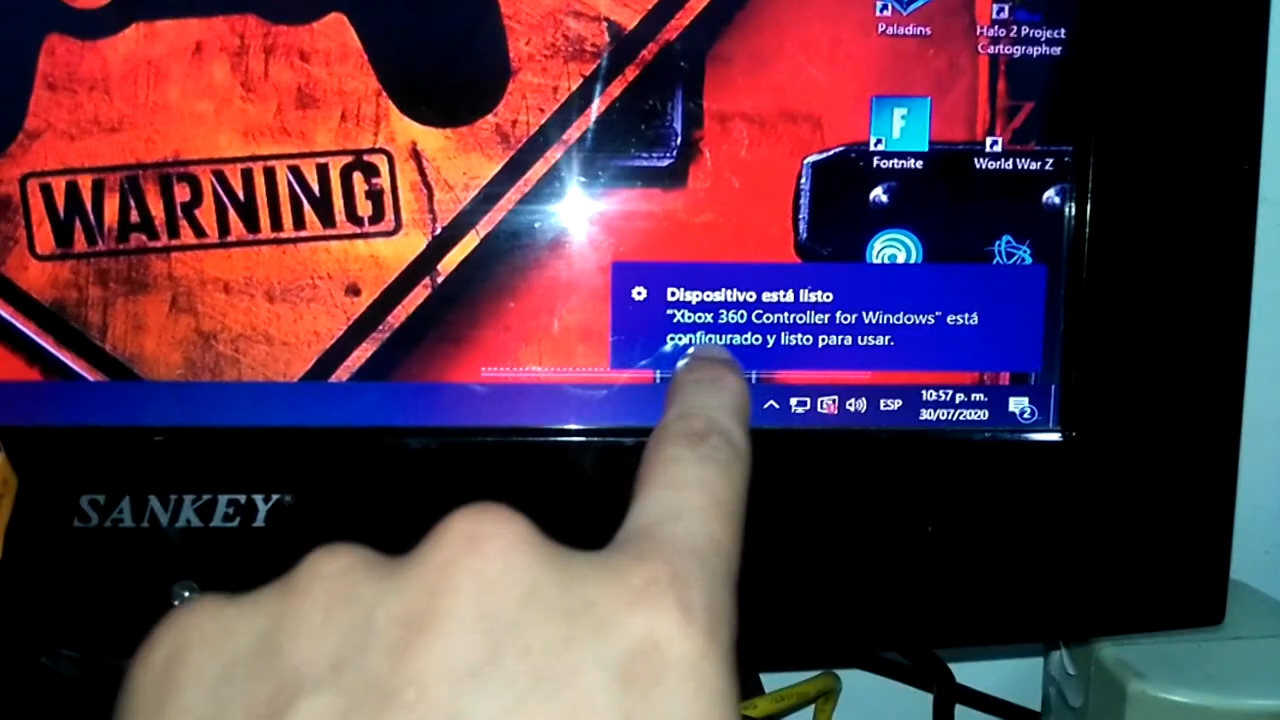 Paladins
Halo 2 Project
Cartographer
F
Fortnite
World War Z
WARNING
Dispositivo está listo
"Xbox 360 Controller for Windows" está
configurado y listo para usar.
ESP
10:57 p. m.
30/07/2020
2
SANKEY®